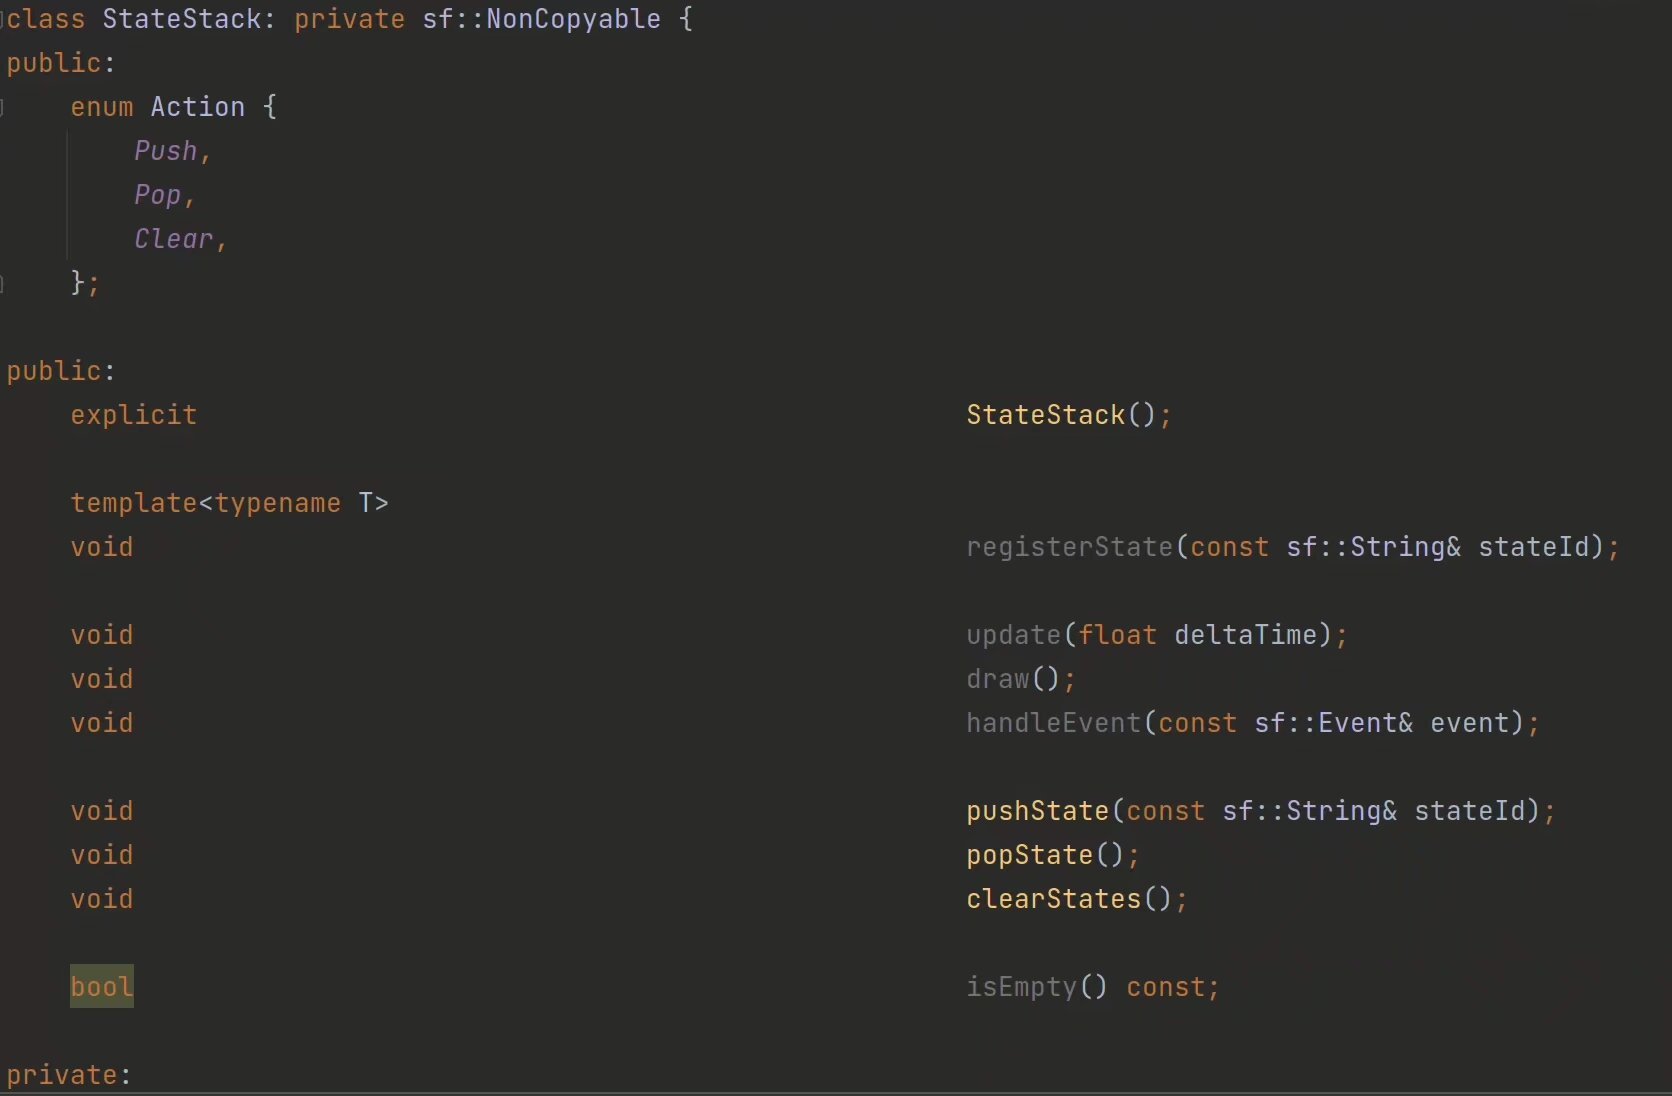 class StateStack: private sf::NonCopyable {
public:
    enum Action {
        Push,
        Pop,
        Clear,
    };

public:
    explicit                                                StateStack();

    template<typename T>
    void                                                    registerState(const sf::String& stateId);

    void                                                    update(float deltaTime);
    void                                                    draw();
    void                                                    handleEvent(const sf::Event& event);

    void                                                    pushState(const sf::String& stateId);
    void                                                    popState();
    void                                                    clearStates();

    bool                                                    isEmpty() const;

private: